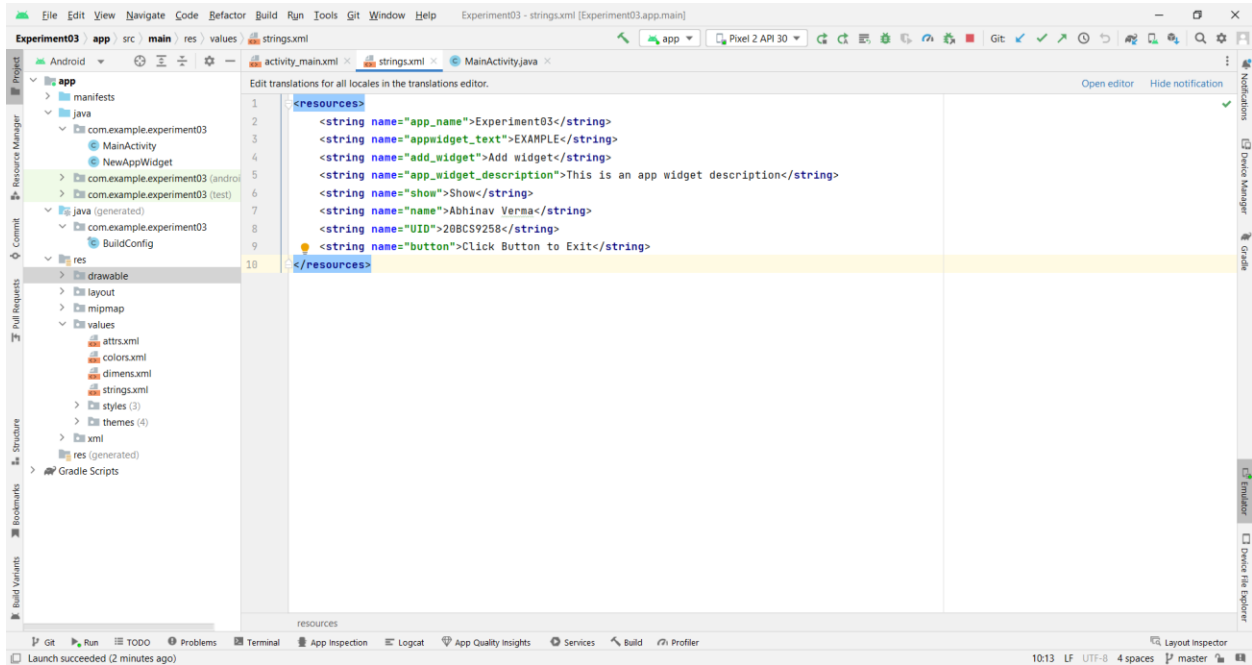 File Edit View Navigate Code Refactor Build Run Tools Git Window Help Experiment03 - strings.xml [Experiment03.app.main]
Experiment03 app src main res values strings.xml app Pixel 2 API 30 Git:
Android activity_main.xml strings.xml MainActivity.java
Edit translations for all locales in the translations editor. Open editor Hide notification
Project
Resource Manager
Commit
Pull Requests
Structure
Bookmarks
Build Variants
app
manifests
java
com.example.experiment03
MainActivity
NewAppWidget
com.example.experiment03 (androi
com.example.experiment03 (test)
java (generated)
com.example.experiment03
BuildConfig
res
drawable
layout
mipmap
values
attrs.xml
colors.xml
dimens.xml
strings.xml
styles (3)
themes (4)
xml
res (generated)
Gradle Scripts
1 <resources>
2 <string name="app_name">Experiment03</string>
3 <string name="appwidget_text">EXAMPLE</string>
4 <string name="add_widget">Add widget</string>
5 <string name="app_widget_description">This is an app widget description</string>
6 <string name="show">Show</string>
7 <string name="name">Abhinav Verma</string>
8 <string name="UID">20BCS9258</string>
9 <string name="button">Click Button to Exit</string>
10 </resources>
Notifications
Device Manager
Gradle
Emulator
Device File Explorer
resources
Git Run TODO Problems Terminal App Inspection Logcat App Quality Insights Services Build Profiler Layout Inspector
Launch succeeded (2 minutes ago) 10:13 LF UTF-8 4 spaces master